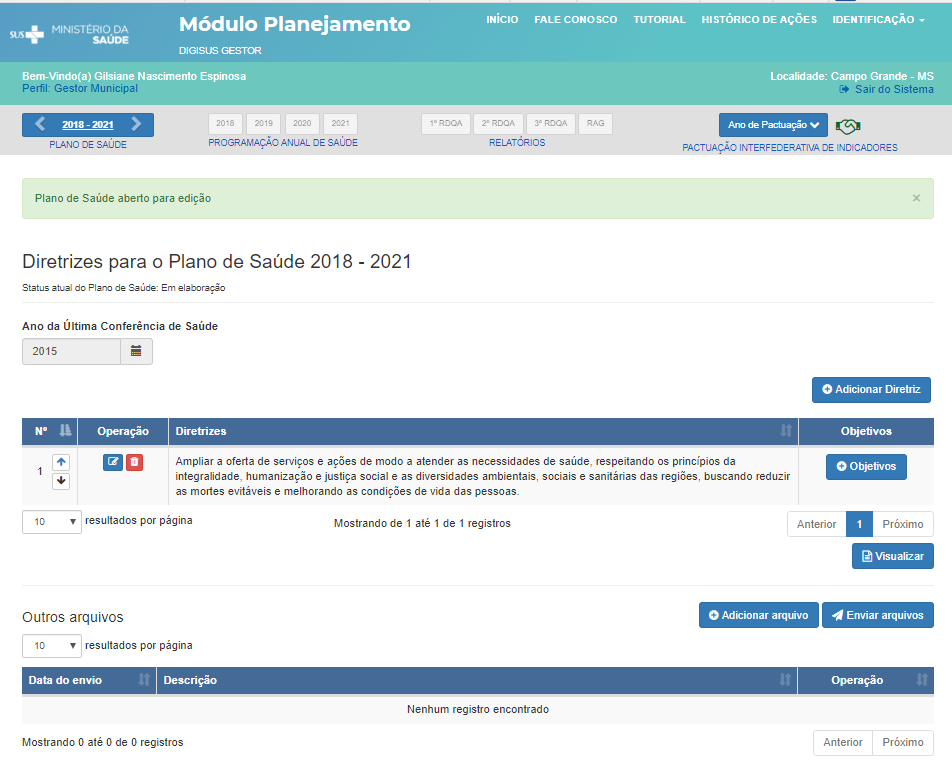 SUS MINISTÉRIO DA SAÚDE
Módulo Planejamento
DIGISUS GESTOR
INÍCIO FALE CONOSCO TUTORIAL HISTÓRICO DE AÇÕES IDENTIFICAÇÃO
Bem-Vindo(a) Gilsiane Nascimento Espinosa
Perfil: Gestor Municipal
Localidade: Campo Grande - MS
Sair do Sistema
2018 - 2021
PLANO DE SAÚDE
2018 2019 2020 2021
PROGRAMAÇÃO ANUAL DE SAÚDE
1º RDQA 2º RDQA 3º RDQA RAG
RELATÓRIOS
Ano de Pactuação
PACTUAÇÃO INTERFEDERATIVA DE INDICADORES
Plano de Saúde aberto para edição ×
Diretrizes para o Plano de Saúde 2018 - 2021
Status atual do Plano de Saúde: Em elaboração
Ano da Última Conferência de Saúde
2015
Adicionar Diretriz
Nº Operação Diretrizes Objetivos
1
Ampliar a oferta de serviços e ações de modo a atender as necessidades de saúde, respeitando os princípios da
integralidade, humanização e justiça social e as diversidades ambientais, sociais e sanitárias das regiões, buscando reduzir
as mortes evitáveis e melhorando as condições de vida das pessoas.
Objetivos
10 resultados por página
Mostrando de 1 até 1 de 1 registros
Anterior 1 Próximo
Visualizar
Outros arquivos
Adicionar arquivo Enviar arquivos
10 resultados por página
Data do envio Descrição Operação
Nenhum registro encontrado
Mostrando 0 até 0 de 0 registros
Anterior Próximo